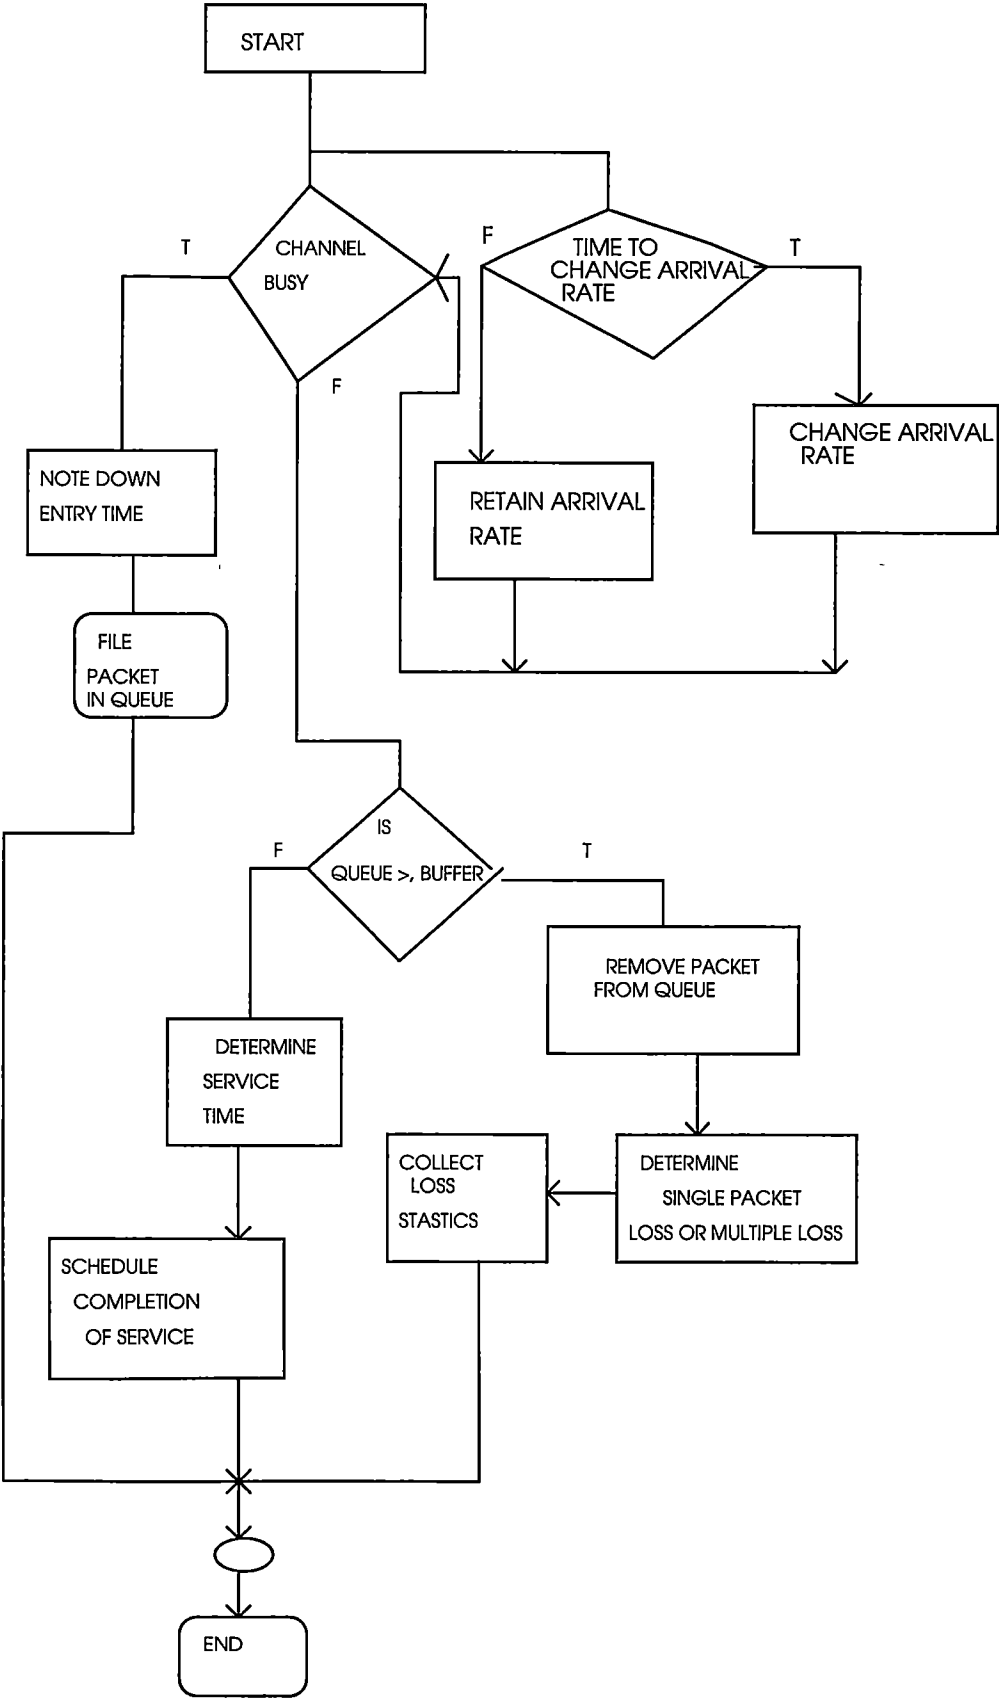 START
T
CHANNEL
BUSY
F
F
TIME TO
CHANGE ARRIVAL
RATE
T
NOTE DOWN
ENTRY TIME
RETAIN ARRIVAL
RATE
CHANGE ARRIVAL
RATE
FILE
PACKET
IN QUEUE
IS
QUEUE >, BUFFER
F
T
REMOVE PACKET
FROM QUEUE
DETERMINE
SERVICE
TIME
COLLECT
LOSS
STASTICS
DETERMINE
SINGLE PACKET
LOSS OR MULTIPLE LOSS
SCHEDULE
COMPLETION
OF SERVICE
END